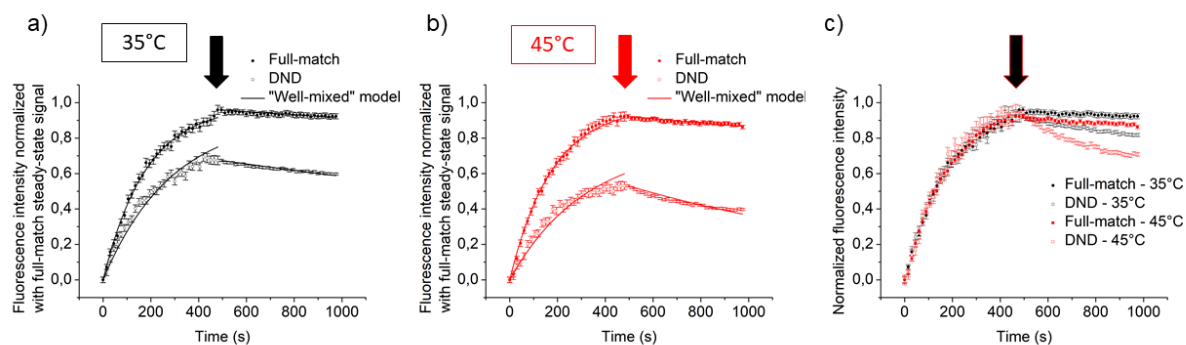 a)
35°C
Full-match
DND
"Well-mixed" model
Fluorescence intensity normalized
with full-match steady-state signal
1,0
0,8
0,6
0,4
0,2
0,0
0 200 400 600 800 1000
Time (s)
b)
45°C
Full-match
DND
"Well-mixed" model
Fluorescence intensity normalized
with full-match steady-state signal
1,0
0,8
0,6
0,4
0,2
0,0
0 200 400 600 800 1000
Time (s)
c)
Normalized fluorescence intensity
1,0
0,8
0,6
0,4
0,2
0,0
Full-match - 35°C
DND - 35°C
Full-match - 45°C
DND - 45°C
0 200 400 600 800 1000
Time (s)